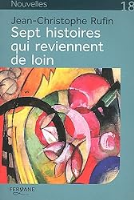 Nouvelles 18
Jean-Christophe Rufin
Sept histoires
qui reviennent
de loin
FERYANE